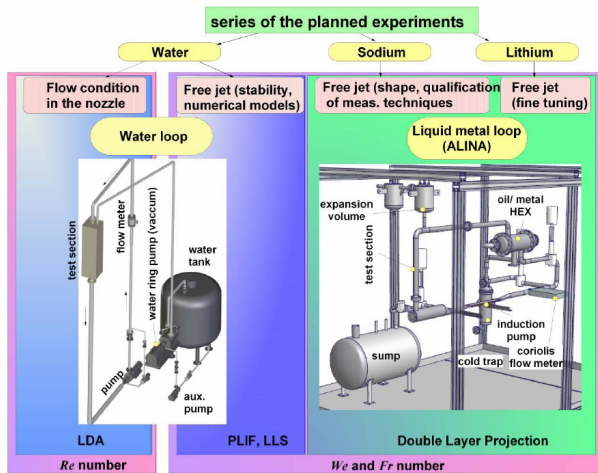 series of the planned experiments
Water
Sodium
Lithium
Flow condition
in the nozzle
Free jet (stability,
numerical models)
Free jet (shape, qualification
of meas. techniques
Free jet
(fine tuning)
Water loop
Liquid metal loop
(ALINA)
test section
flow meter
water ring pump (vaccum)
water
tank
pump
aux.
pump
expansion
volume
test section
oil/ metal
HEX
sump
cold trap
induction
pump
coriolis
flow meter
LDA
PLIF, LLS
Double Layer Projection
Re number
We and Fr number